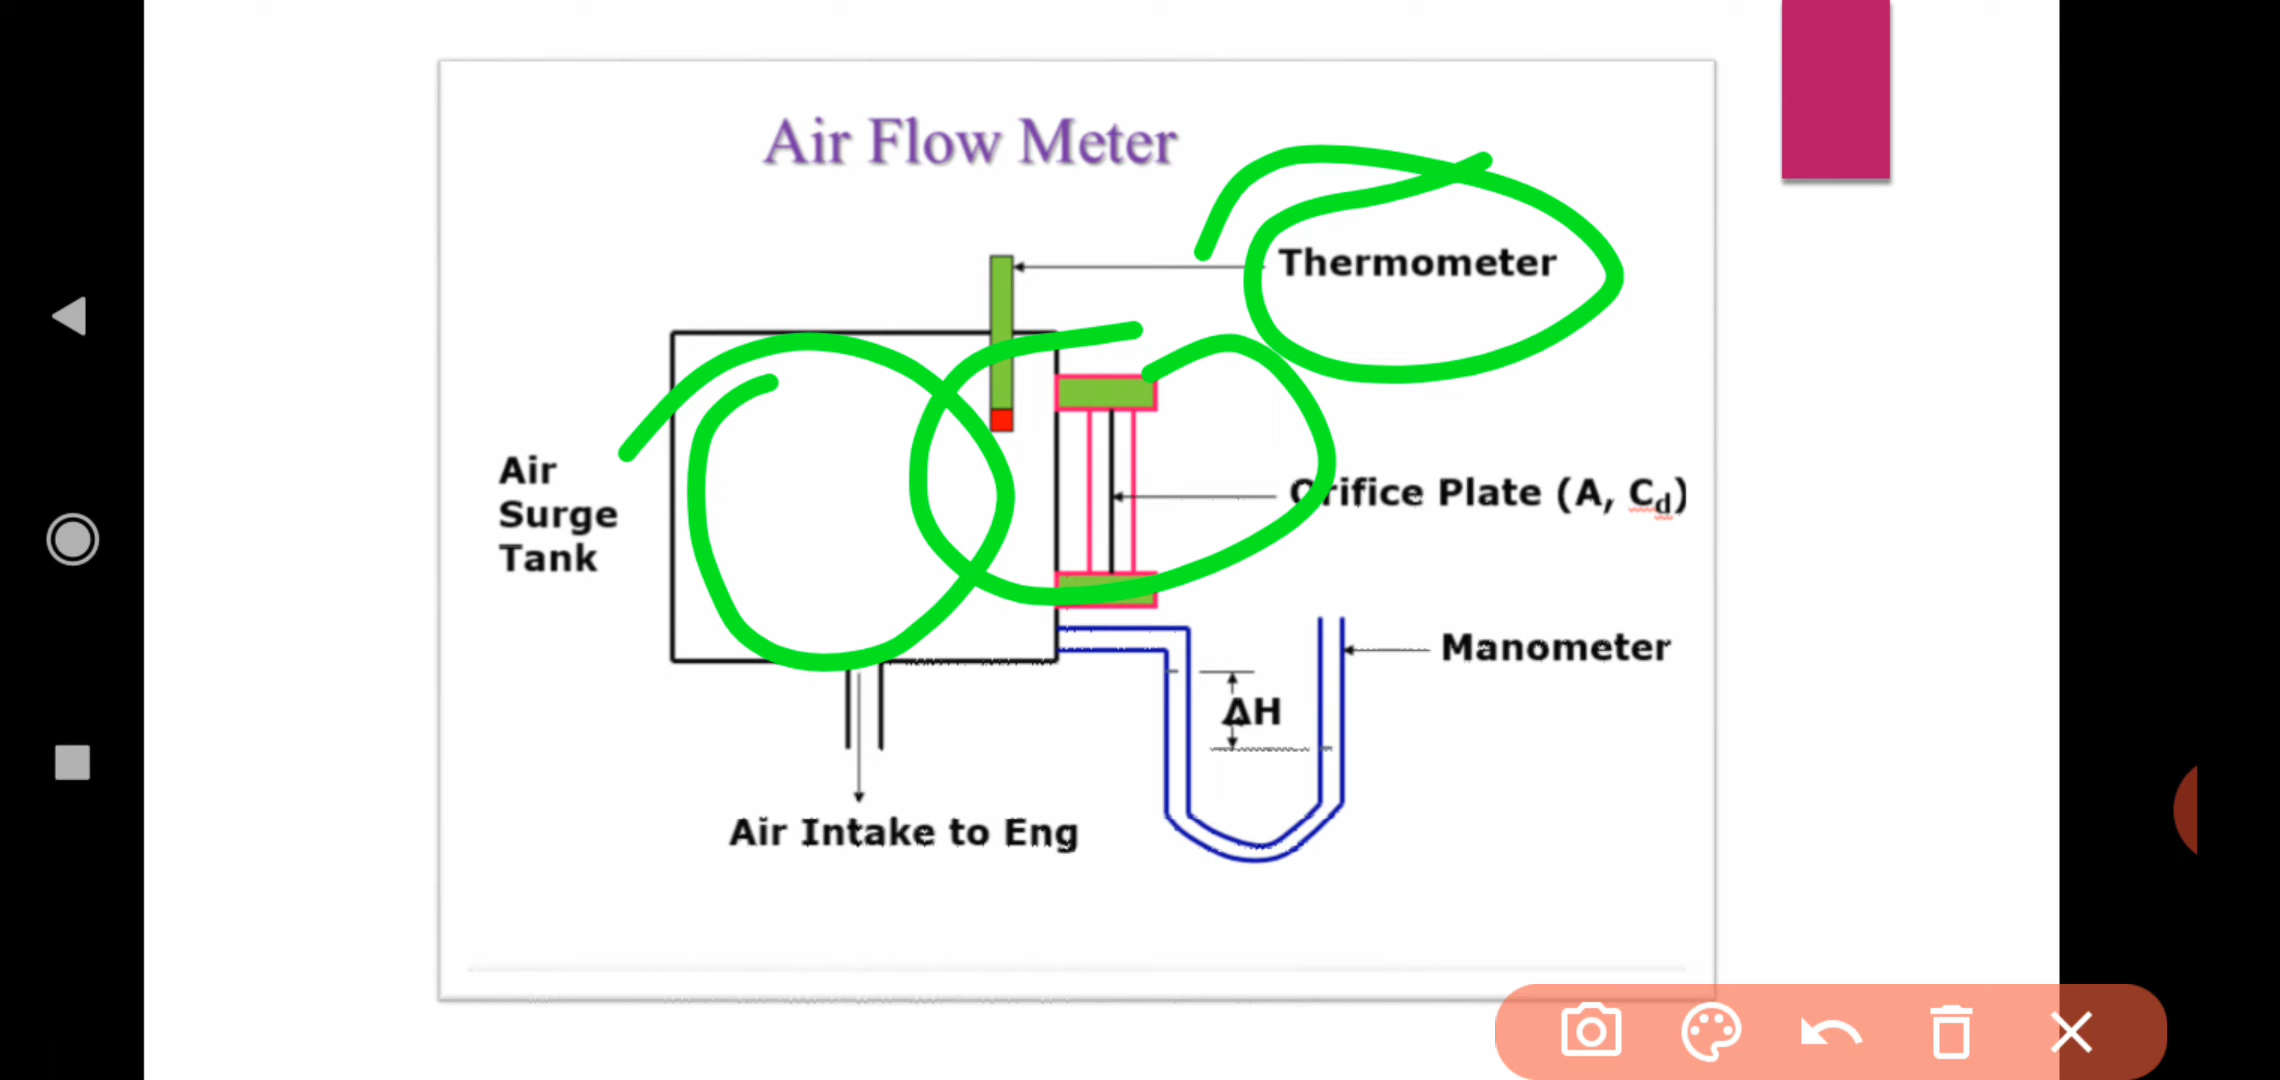 Air Flow Meter
Thermometer
Air
Surge
Tank
Orifice Plate (A, Cd)
Manometer
ΔH
Air Intake to Eng